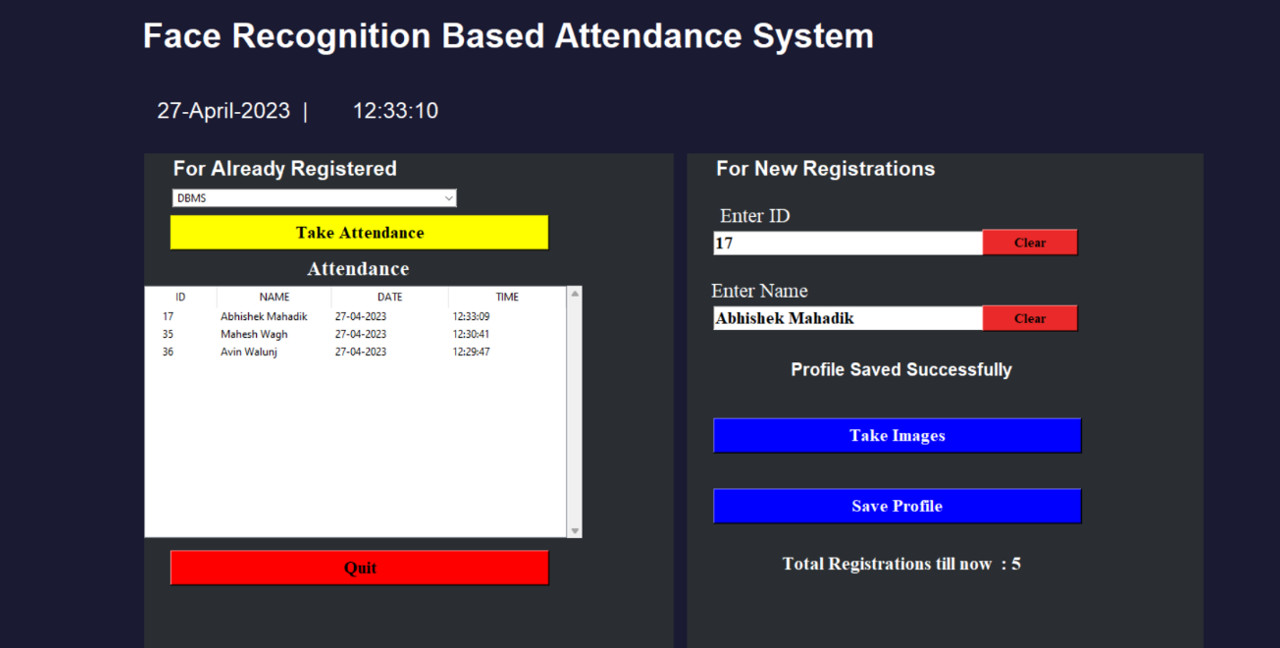 Face Recognition Based Attendance System
27-April-2023 | 12:33:10
For Already Registered
DBMS
Take Attendance
Attendance
ID NAME DATE TIME
17 Abhishek Mahadik 27-04-2023 12:33:09
35 Mahesh Wagh 27-04-2023 12:30:41
36 Avin Walunj 27-04-2023 12:29:47
Quit
For New Registrations
Enter ID
17 Clear
Enter Name
Abhishek Mahadik Clear
Profile Saved Successfully
Take Images
Save Profile
Total Registrations till now : 5